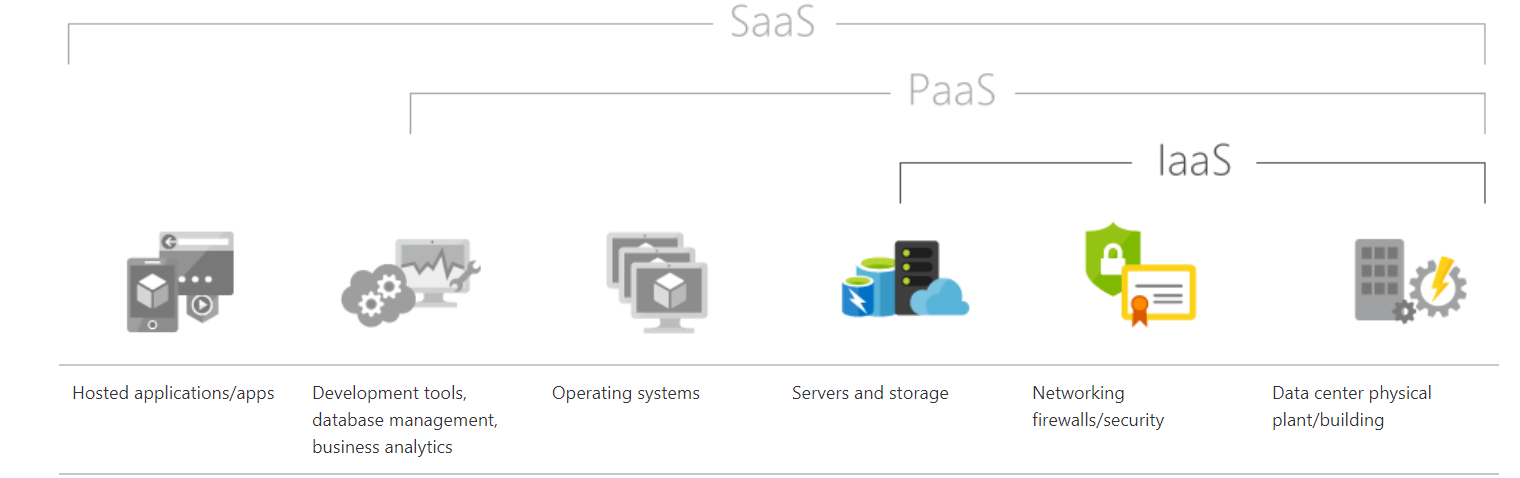 SaaS
PaaS
IaaS
Hosted applications/apps
Development tools,
database management,
business analytics
Operating systems
Servers and storage
Networking
firewalls/security
Data center physical
plant/building